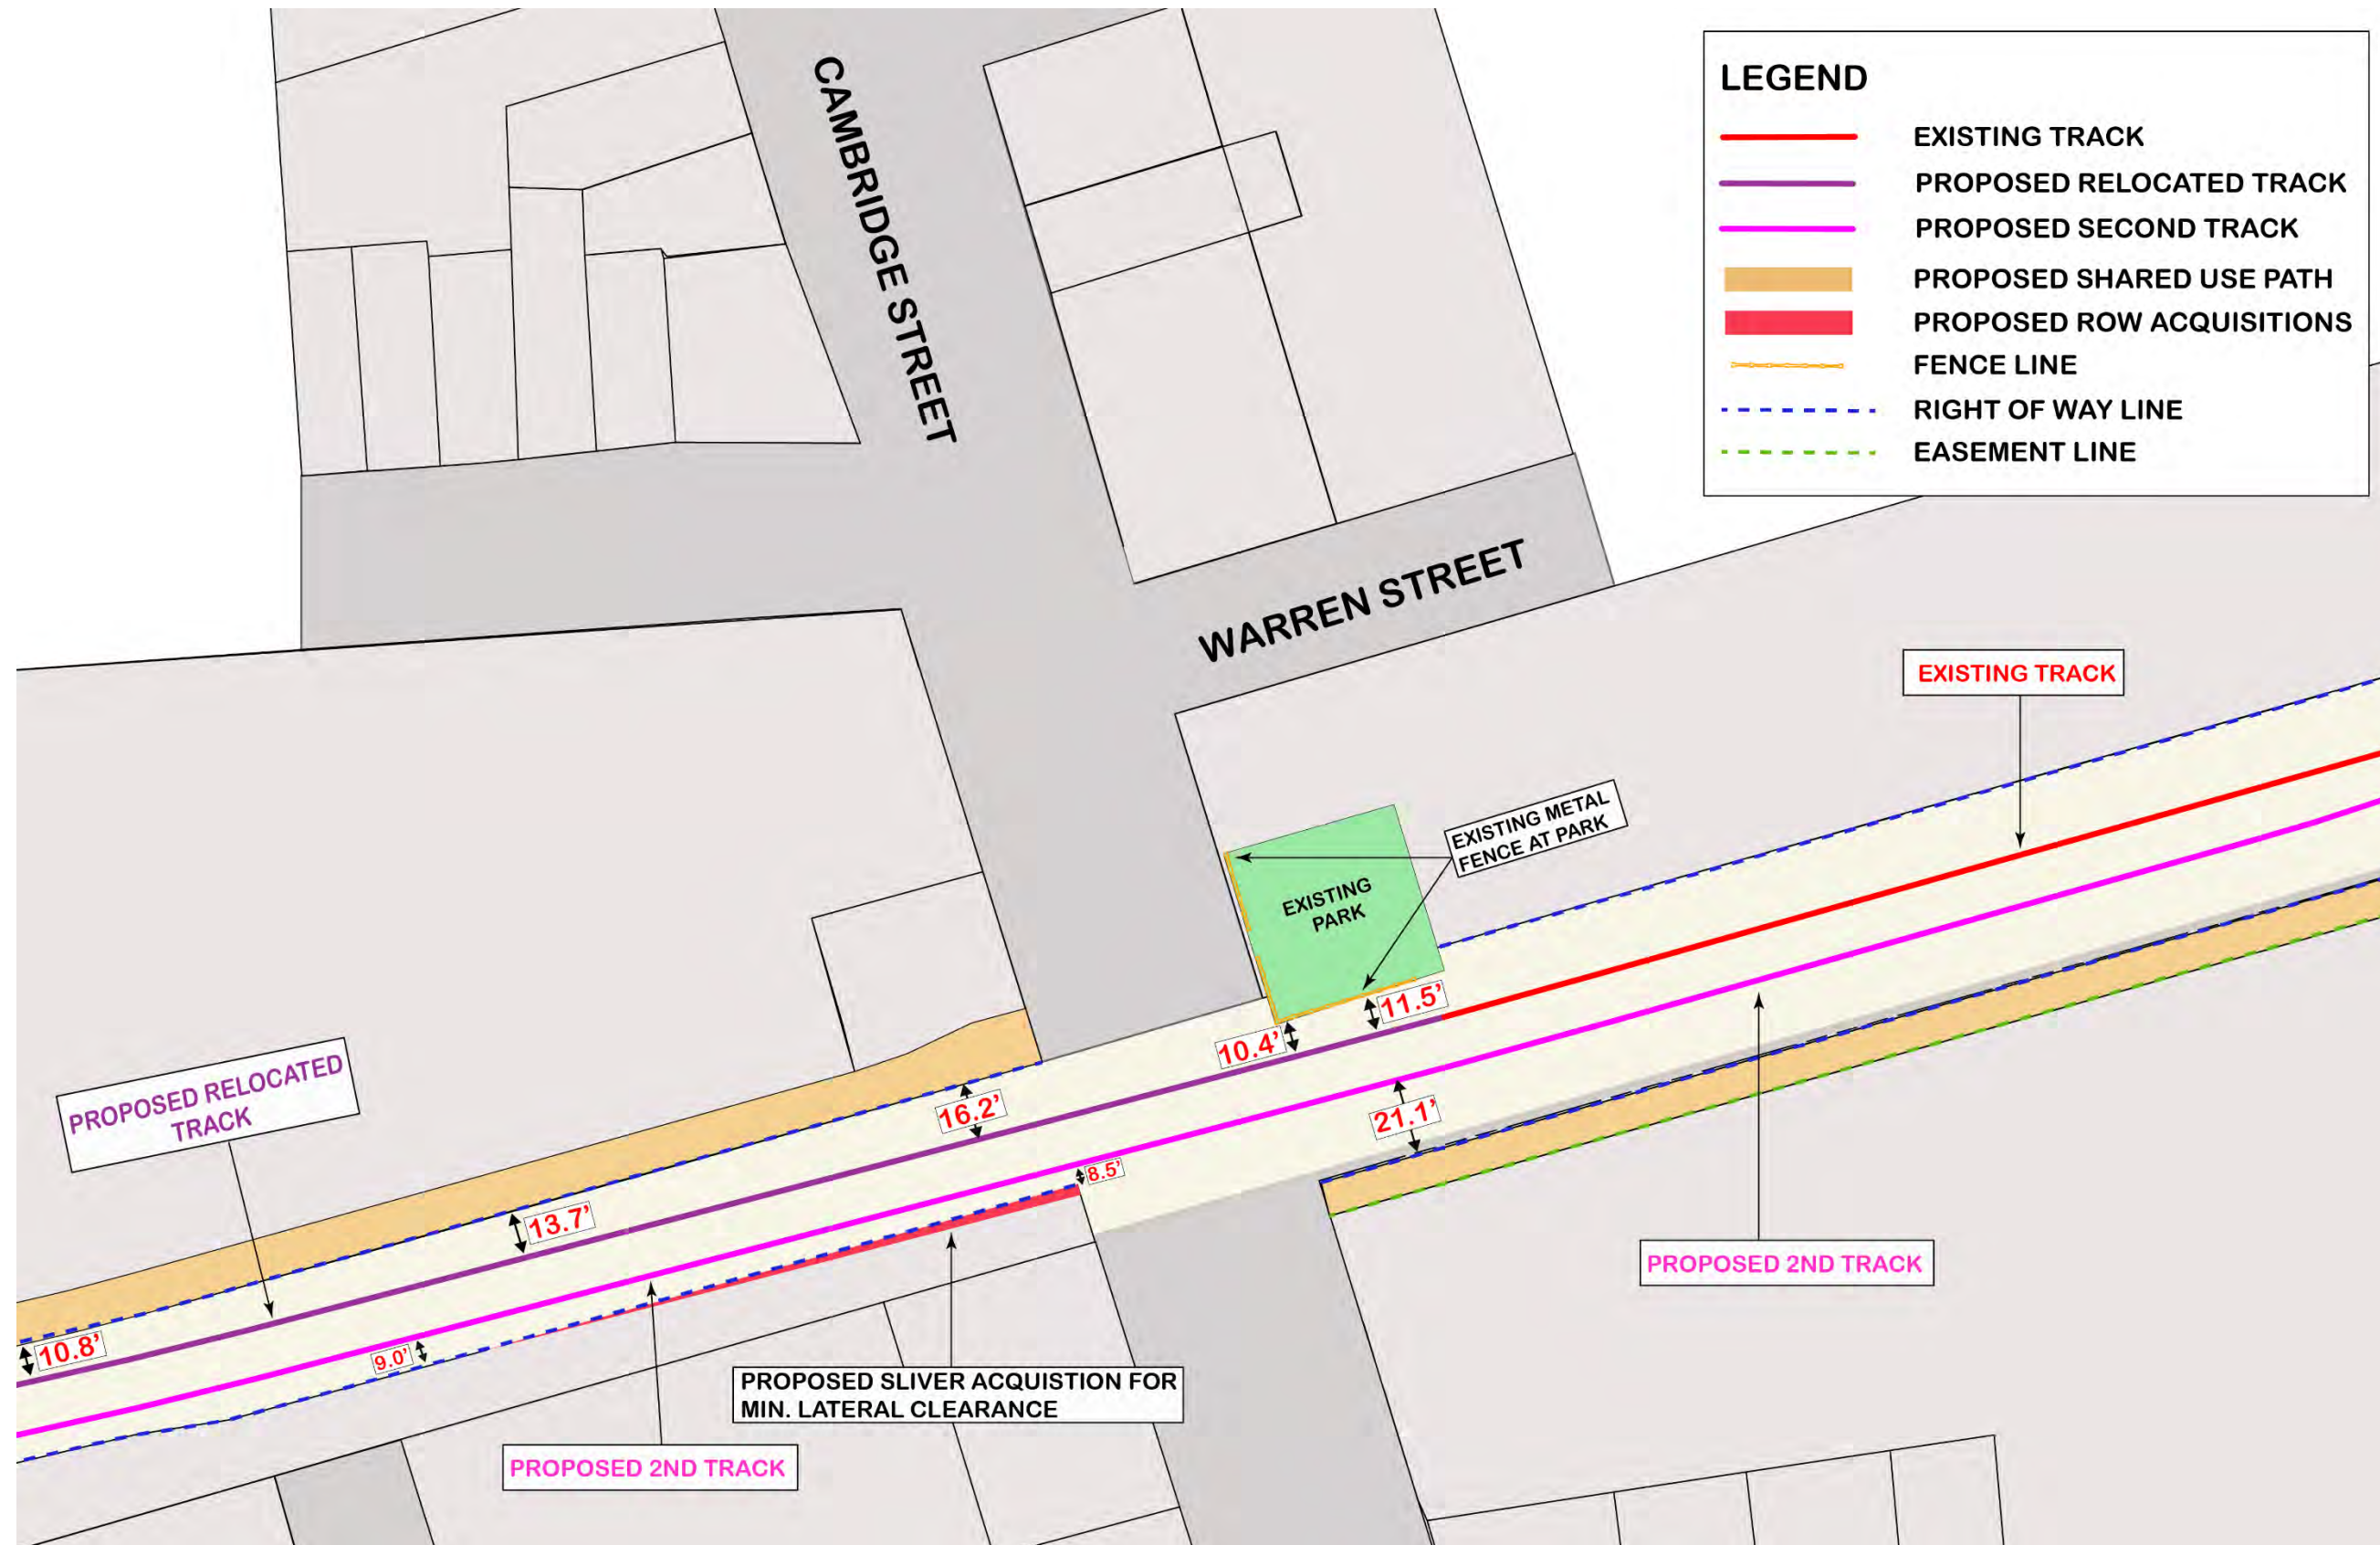 CAMBRIDGE STREET
LEGEND
EXISTING TRACK
PROPOSED RELOCATED TRACK
PROPOSED SECOND TRACK
PROPOSED SHARED USE PATH
PROPOSED ROW ACQUISITIONS
FENCE LINE
RIGHT OF WAY LINE
EASEMENT LINE
WARREN STREET
EXISTING TRACK
EXISTING METAL
FENCE AT PARK
EXISTING
PARK
11.5’
10.4’
PROPOSED RELOCATED
TRACK
16.2’
21.1’
8.5’
13.7’
10.8’
9.0’
PROPOSED 2ND TRACK
PROPOSED SLIVER ACQUISTION FOR
MIN. LATERAL CLEARANCE
PROPOSED 2ND TRACK